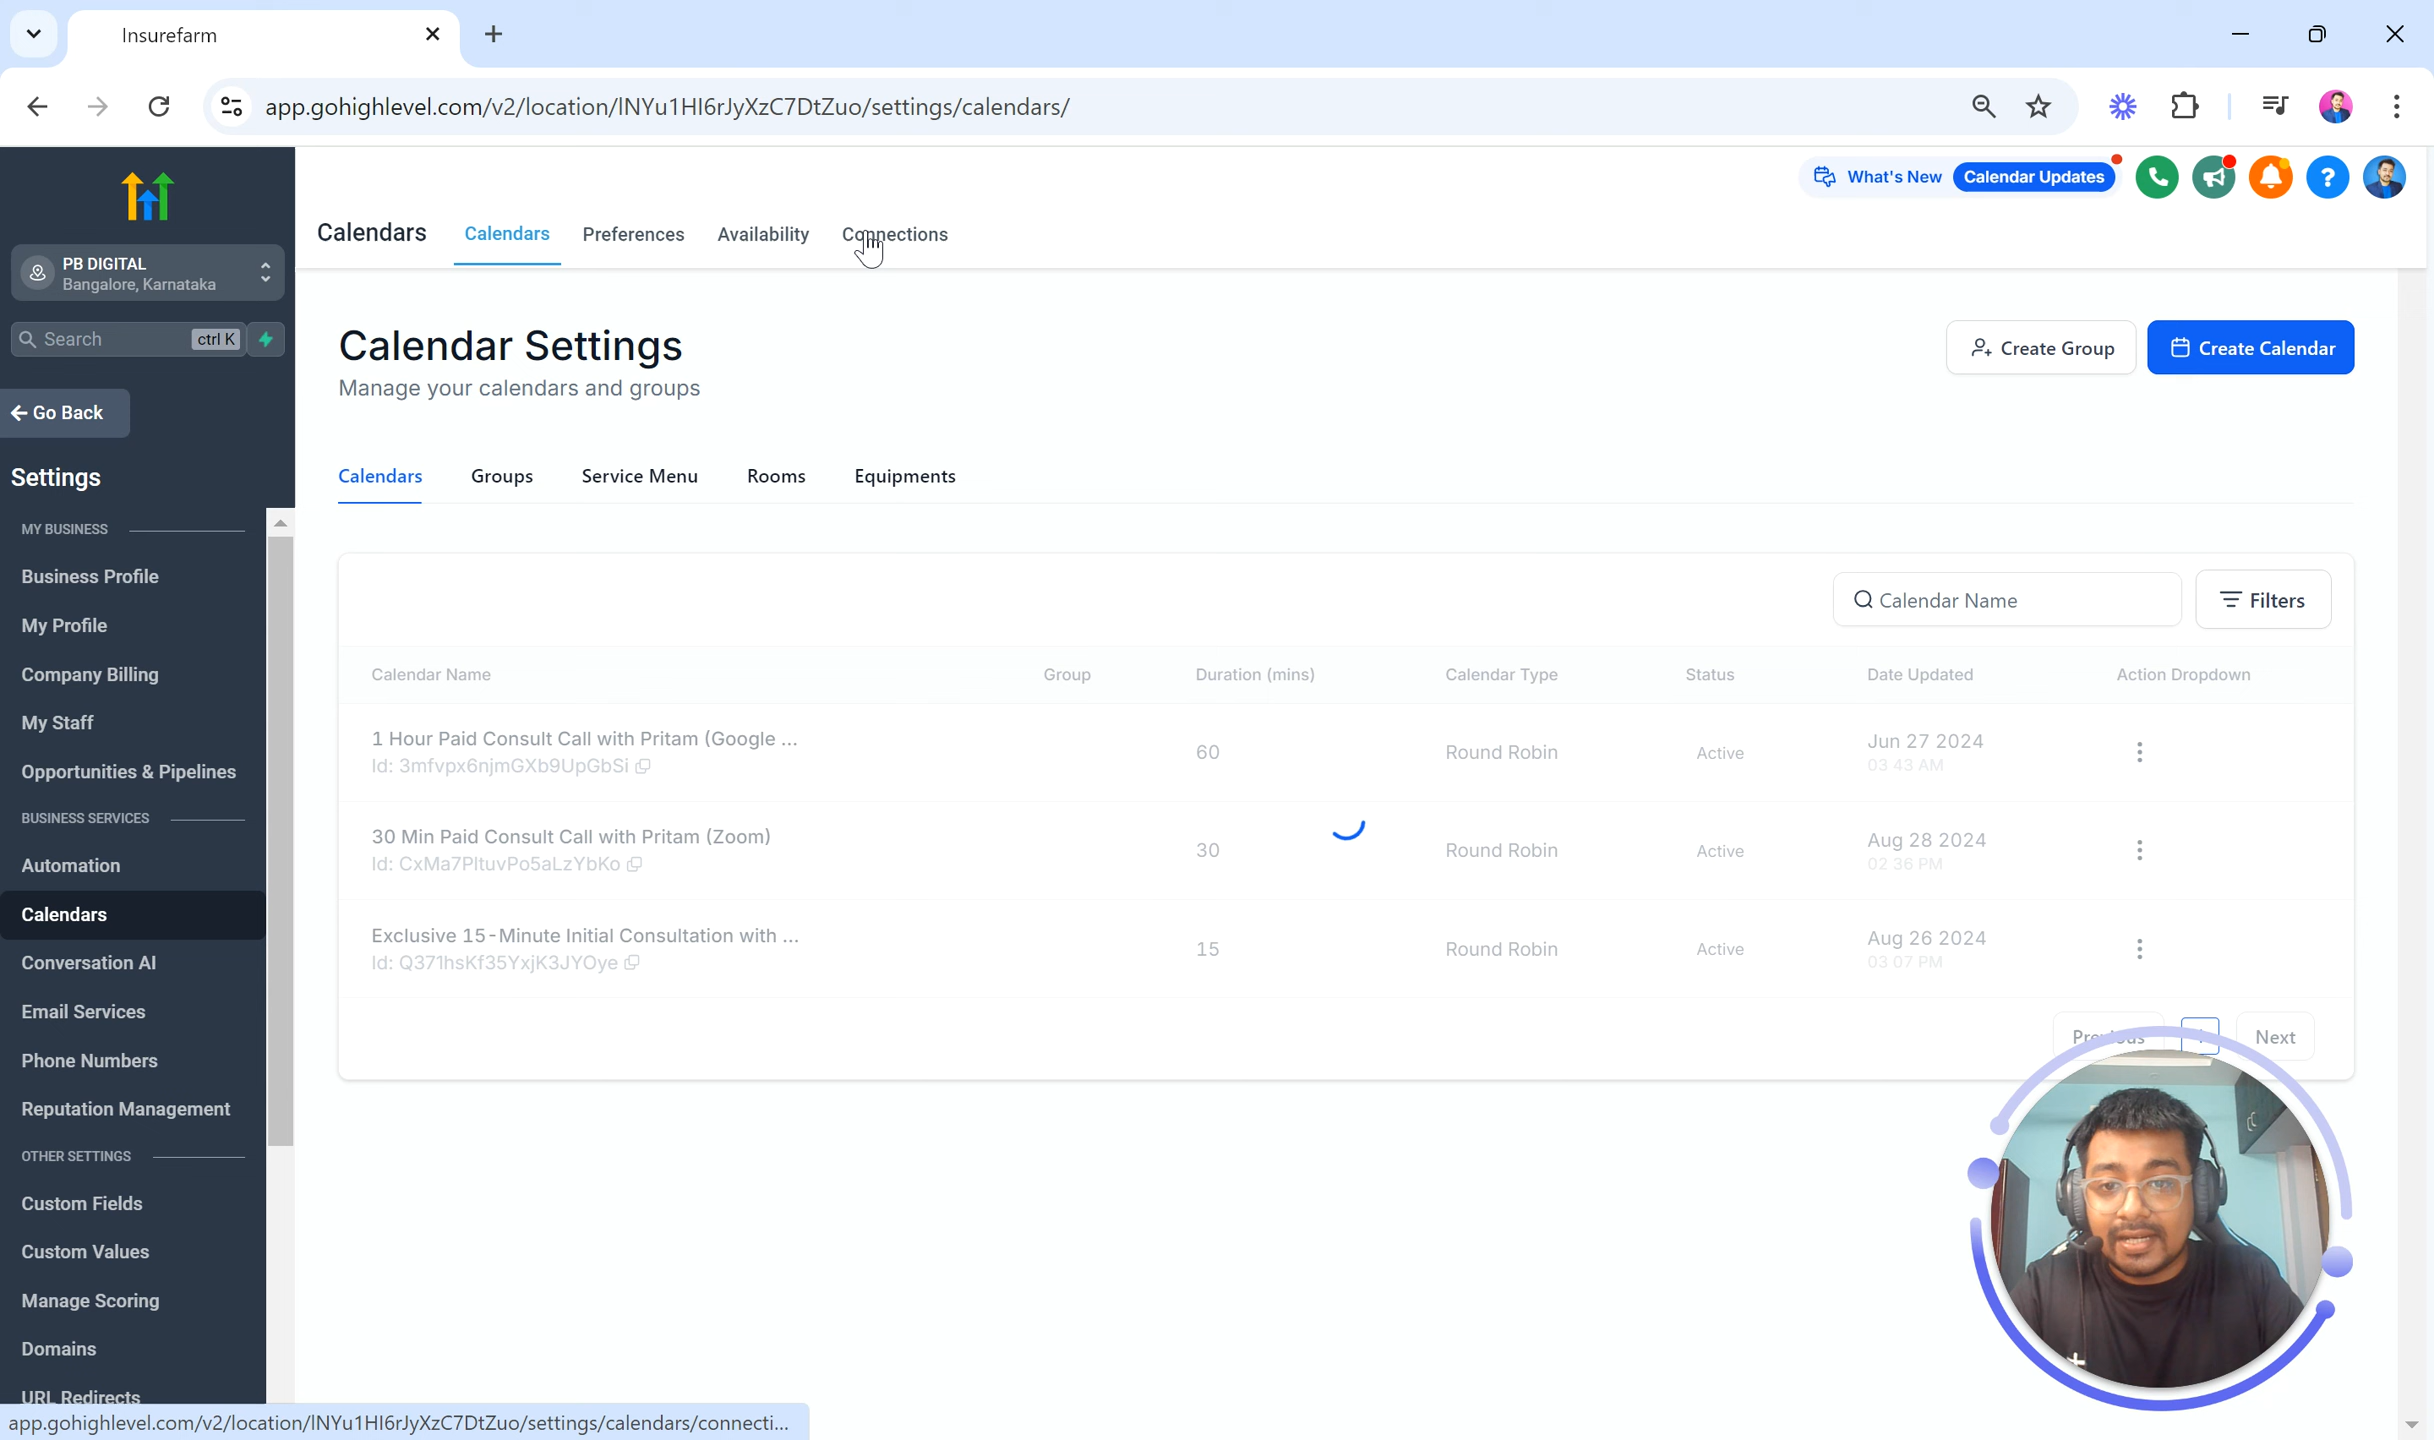 Insurefarm
app.gohighlevel.com/v2/location/INYu1HI6rJyXzC7DtZuo/settings/calendars/
What's New Calendar Updates
Calendars Calendars Preferences Availability Connections
PB DIGITAL
Bangalore, Karnataka
Search ctrl K
Go Back
Settings
MY BUSINESS
Business Profile
My Profile
Company Billing
My Staff
Opportunities & Pipelines
BUSINESS SERVICES
Automation
Calendars
Conversation AI
Email Services
Phone Numbers
Reputation Management
OTHER SETTINGS
Custom Fields
Custom Values
Manage Scoring
Domains
URL Redirects
Calendar Settings
Manage your calendars and groups
Create Group Create Calendar
Calendars Groups Service Menu Rooms Equipments
Calendar Name Filters
Calendar Name Group Duration (mins) Calendar Type Status Date Updated Action Dropdown
1 Hour Paid Consult Call with Pritam (Google ... 60 Round Robin Active Jun 27 2024
Id: 3mfvpx6njmGXb9UpGbSi 03 43 AM
30 Min Paid Consult Call with Pritam (Zoom) 30 Round Robin Active Aug 28 2024
Id: CxMa7PltuvPo5aLzYbKo 02 36 PM
Exclusive 15-Minute Initial Consultation with ... 15 Round Robin Active Aug 26 2024
Id: Q371hsKf35YxjK3JYOye 03 07 PM
Previous Next
app.gohighlevel.com/v2/location/INYu1HI6rJyXzC7DtZuo/settings/calendars/connecti...